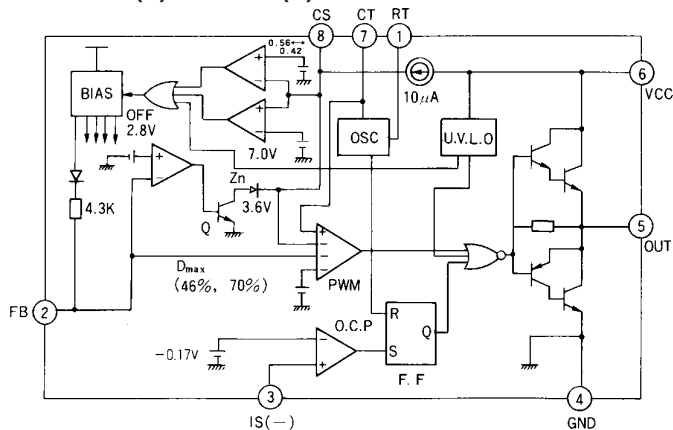 CS CT RT
8 7 1
0.56↔
0.42
6
VCC
BIAS
10μA
OFF
2.8V
7.0V
OSC
U.V.L.O
Zn
3.6V
4.3K
Q
5
OUT
Dmax
(46%, 70%)
PWM
FB 2
O.C.P
R
Q
S
-0.17V
F.F
3
IS(-)
4
GND